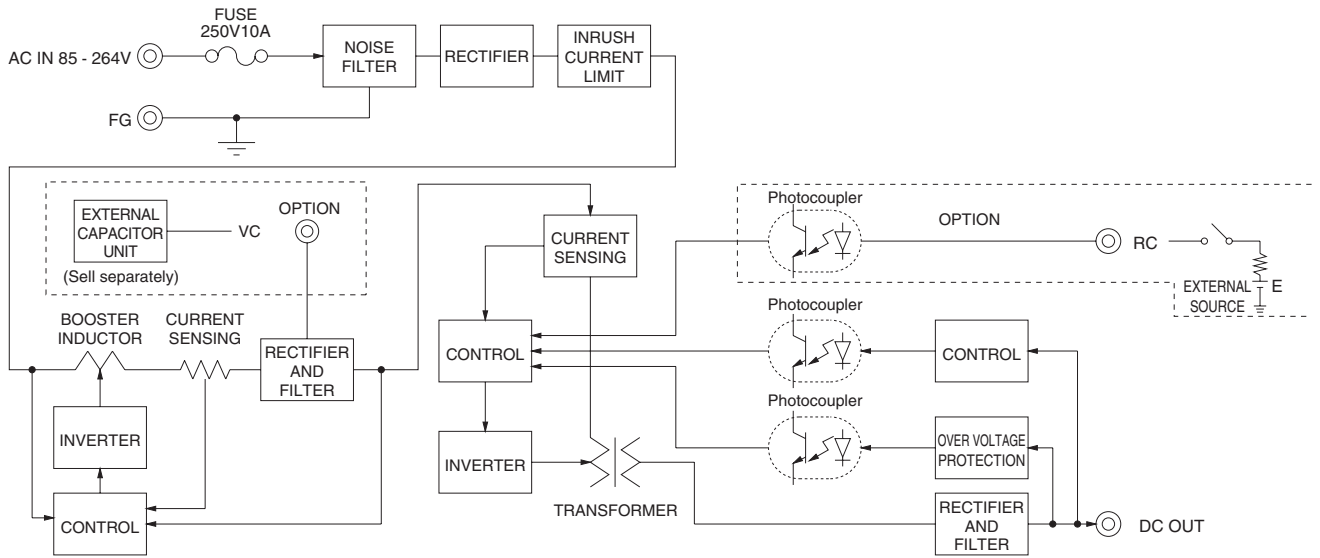 FUSE
250V10A
AC IN 85 - 264V
NOISE
FILTER
RECTIFIER
INRUSH
CURRENT
LIMIT
FG
EXTERNAL
CAPACITOR
UNIT
VC
OPTION
(Sell separately)
CURRENT
SENSING
Photocoupler
OPTION
RC
EXTERNAL
SOURCE
E
BOOSTER
INDUCTOR
CURRENT
SENSING
RECTIFIER
AND
FILTER
CONTROL
Photocoupler
CONTROL
INVERTER
Photocoupler
OVER VOLTAGE
PROTECTION
INVERTER
TRANSFORMER
CONTROL
RECTIFIER
AND
FILTER
DC OUT